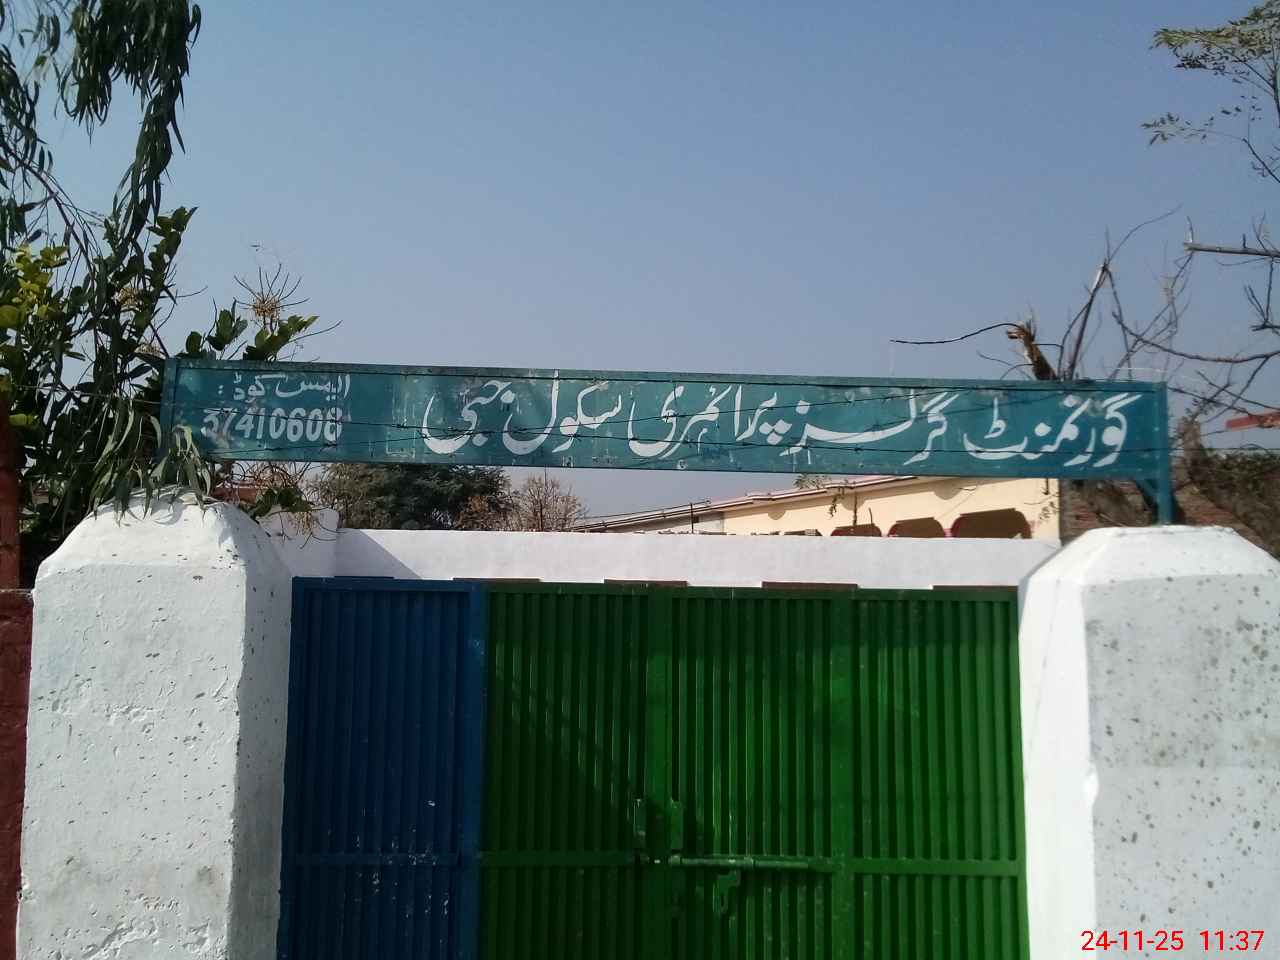 گورنمنٹ گرلز پرائمری سکول جبی
ایمس کوڈ:
37410608
24-11-25 11:37